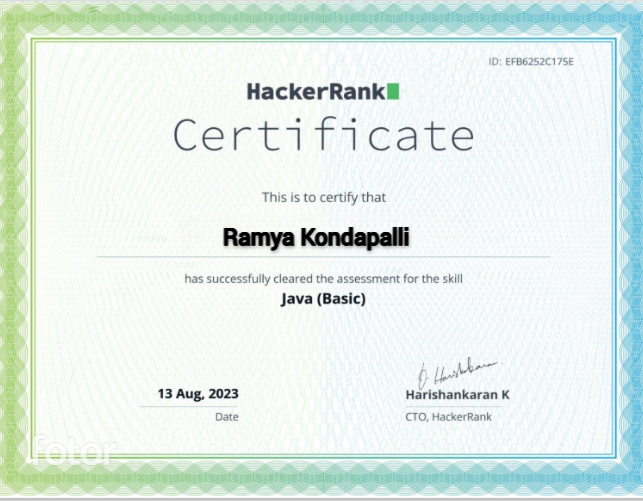 ID: EFB6252C175E
HackerRank
Certificate
This is to certify that
Ramya Kondapalli
has successfully cleared the assessment for the skill
Java (Basic)
13 Aug, 2023
Date
Harishankaran K
CTO, HackerRank
fotor